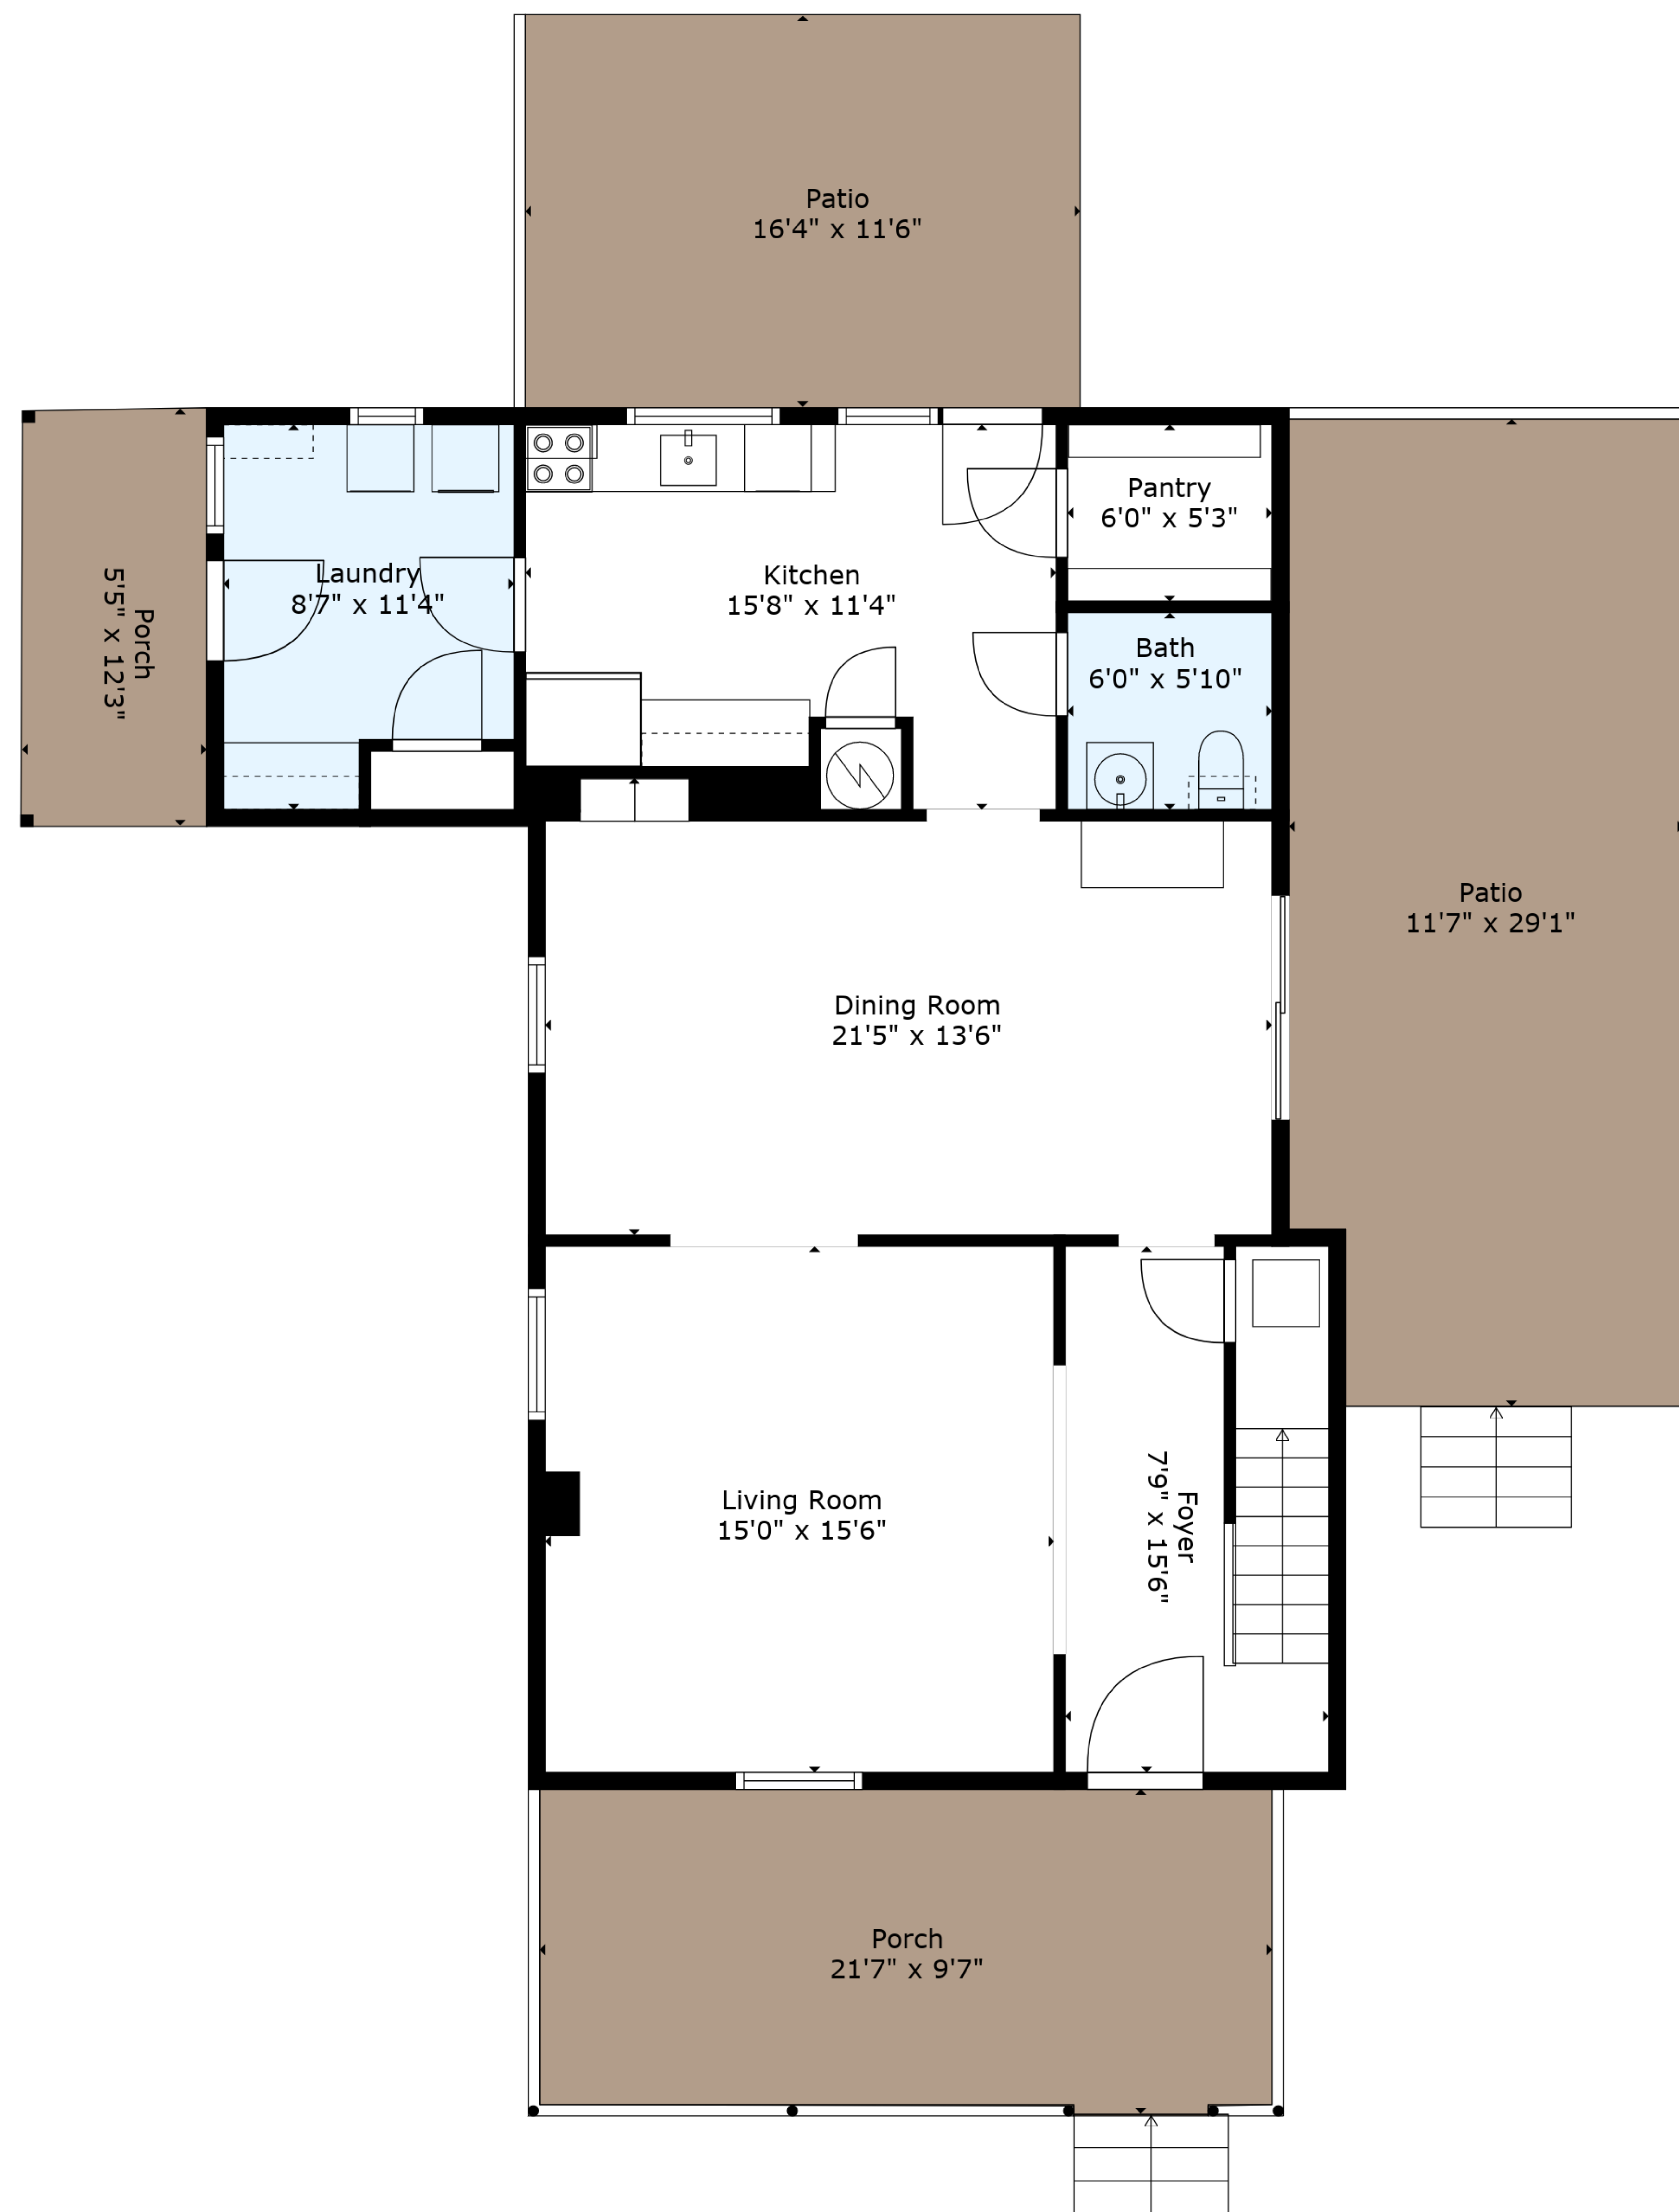 Patio
16'4" x 11'6"
Pantry
6'0" x 5'3"
Laundry
8'7" x 11'4"
Kitchen
15'8" x 11'4"
Porch
5'5" x 12'3"
Bath
6'0" x 5'10"
Patio
11'7" x 29'1"
Dining Room
21'5" x 13'6"
Living Room
15'0" x 15'6"
Foyer
7'9" x 15'6"
Porch
21'7" x 9'7"